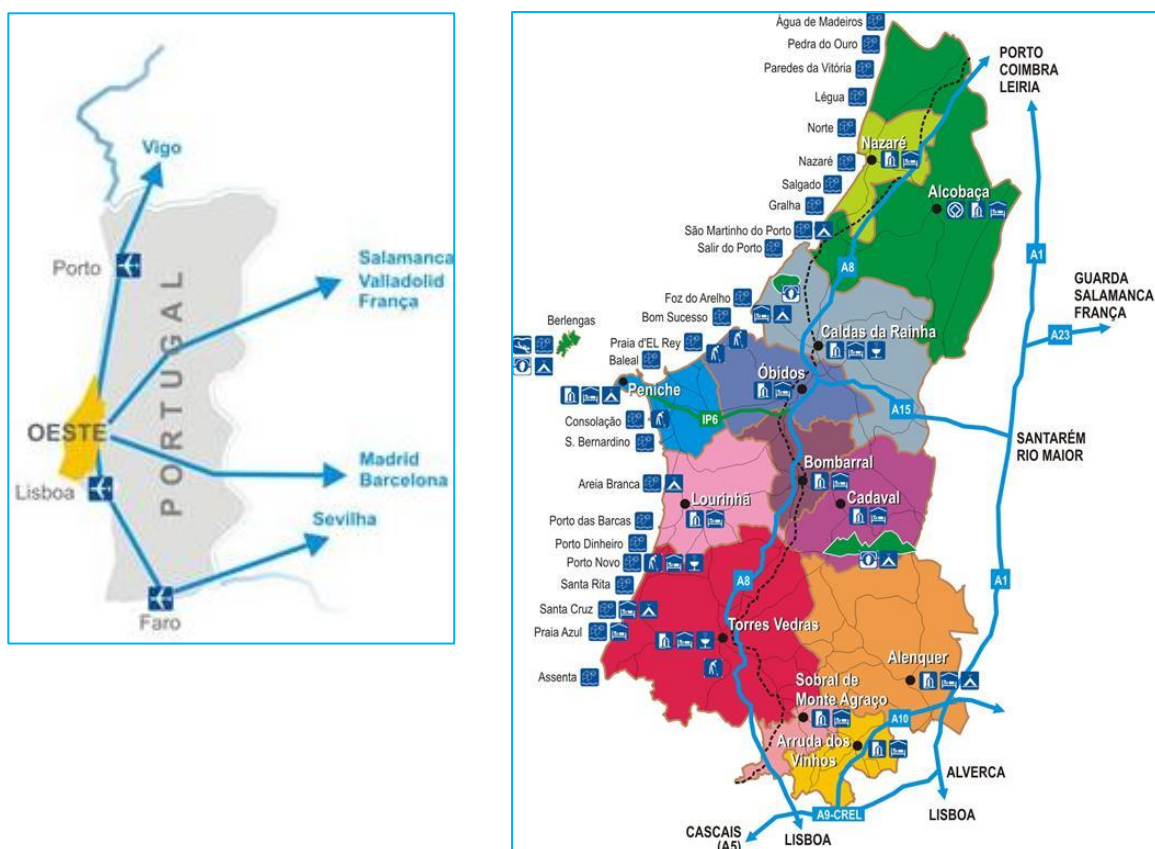 Vigo
Porto
Salamanca
Valladolid
França
PORTUGAL
OESTE
Lisboa
Madrid
Barcelona
Sevilha
Faro
Água de Madeiros
Pedra do Ouro
Paredes da Vitória
Légua
Norte
Nazaré
Nazaré
Salgado
Gralha
São Martinho do Porto
Salir do Porto
Alcobaça
PORTO
COIMBRA
LEIRIA
A8
A1
GUARDA
SALAMANCA
FRANÇA
A23
Foz do Arelho
Bom Sucesso
Berlengas
Praia d'EL Rey
Baleal
Caldas da Rainha
Óbidos
Peniche
IP6
A15
Consolação
S. Bernardino
SANTARÉM
RIO MAIOR
Bombarral
Areia Branca
Lourinhã
Cadaval
Porto das Barcas
Porto Dinheiro
Porto Novo
Santa Rita
A8
A1
Santa Cruz
Praia Azul
Torres Vedras
Assenta
Alenquer
Sobral de
Monte Agraço
A10
Arruda dos
Vinhos
ALVERCA
A9-CREL
LISBOA
CASCAIS
(A5)
LISBOA